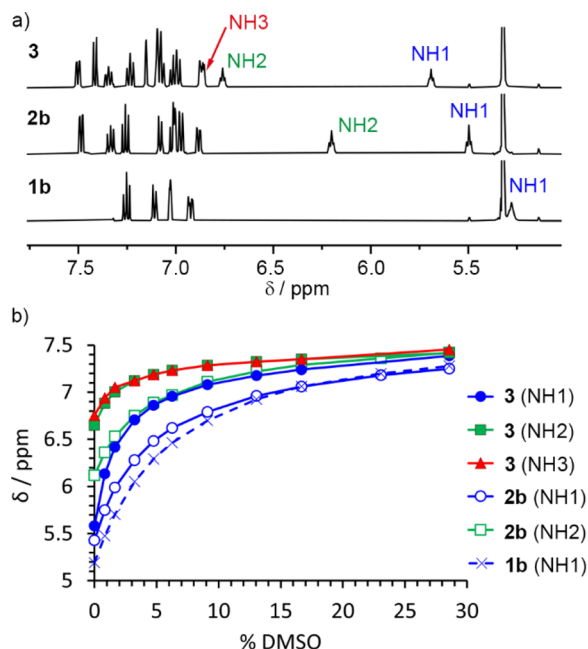 a)
NH3
3
NH2
NH1
2b
NH2
NH1
1b
NH1
7.5 7.0 6.5 6.0 5.5
δ / ppm
b)
7.5
7
6.5
6
5.5
5
δ / ppm
0 5 10 15 20 25 30
% DMSO
3 (NH1)
3 (NH2)
3 (NH3)
2b (NH1)
2b (NH2)
1b (NH1)